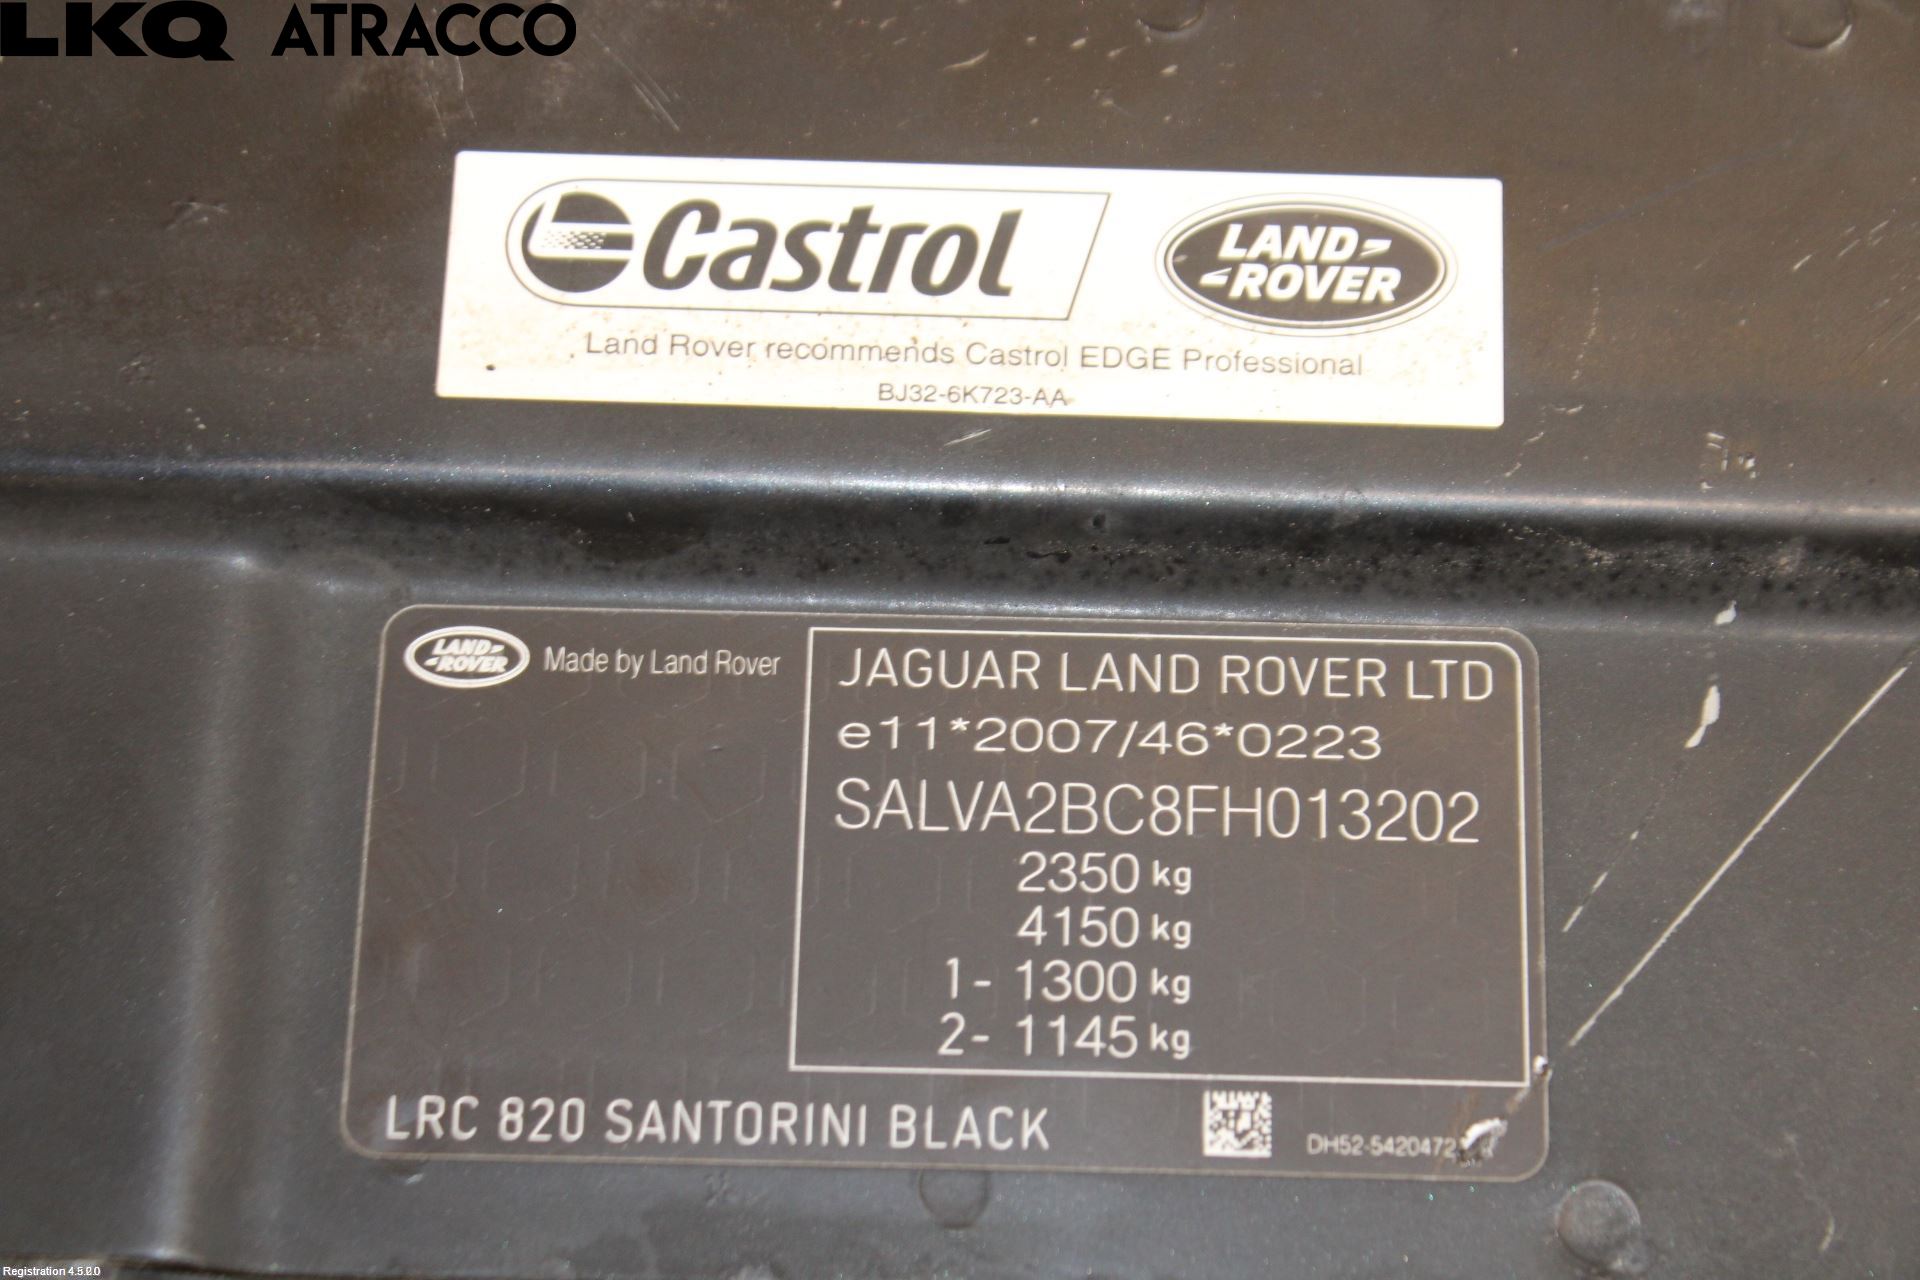 LKQ ATRACCO
Castrol
LAND
ROVER
Land Rover recommends Castrol EDGE Professional
BJ32-6K723-AA
LAND
ROVER
Made by Land Rover
JAGUAR LAND ROVER LTD
e11*2007/46*0223
SALVA2BC8FH013202
2350 kg
4150 kg
1- 1300 kg
2- 1145 kg
LRC 820 SANTORINI BLACK
Registration 4.5.0.0